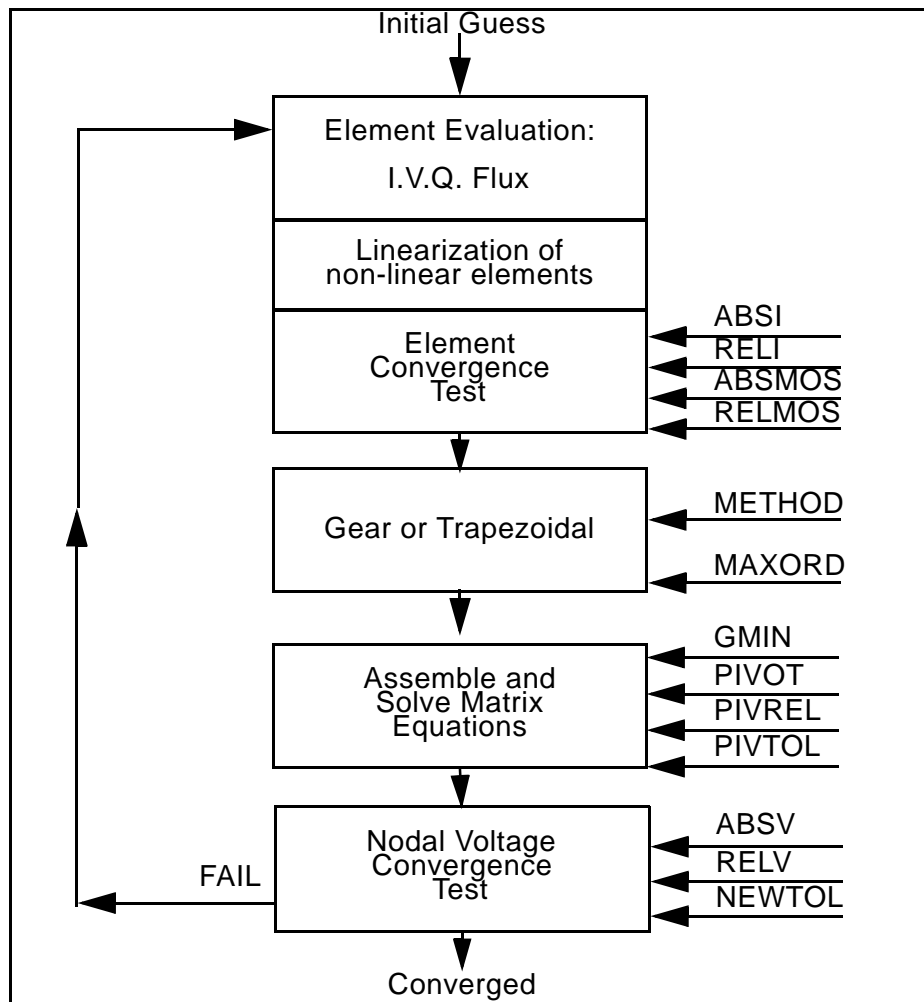 Initial Guess
Element Evaluation:
I.V.Q. Flux
Linearization of
non-linear elements
Element
Convergence
Test
ABSI
RELI
ABSMOS
RELMOS
Gear or Trapezoidal
METHOD
MAXORD
Assemble and
Solve Matrix
Equations
GMIN
PIVOT
PIVREL
PIVTOL
Nodal Voltage
Convergence
Test
ABSV
RELV
NEWTOL
FAIL
Converged